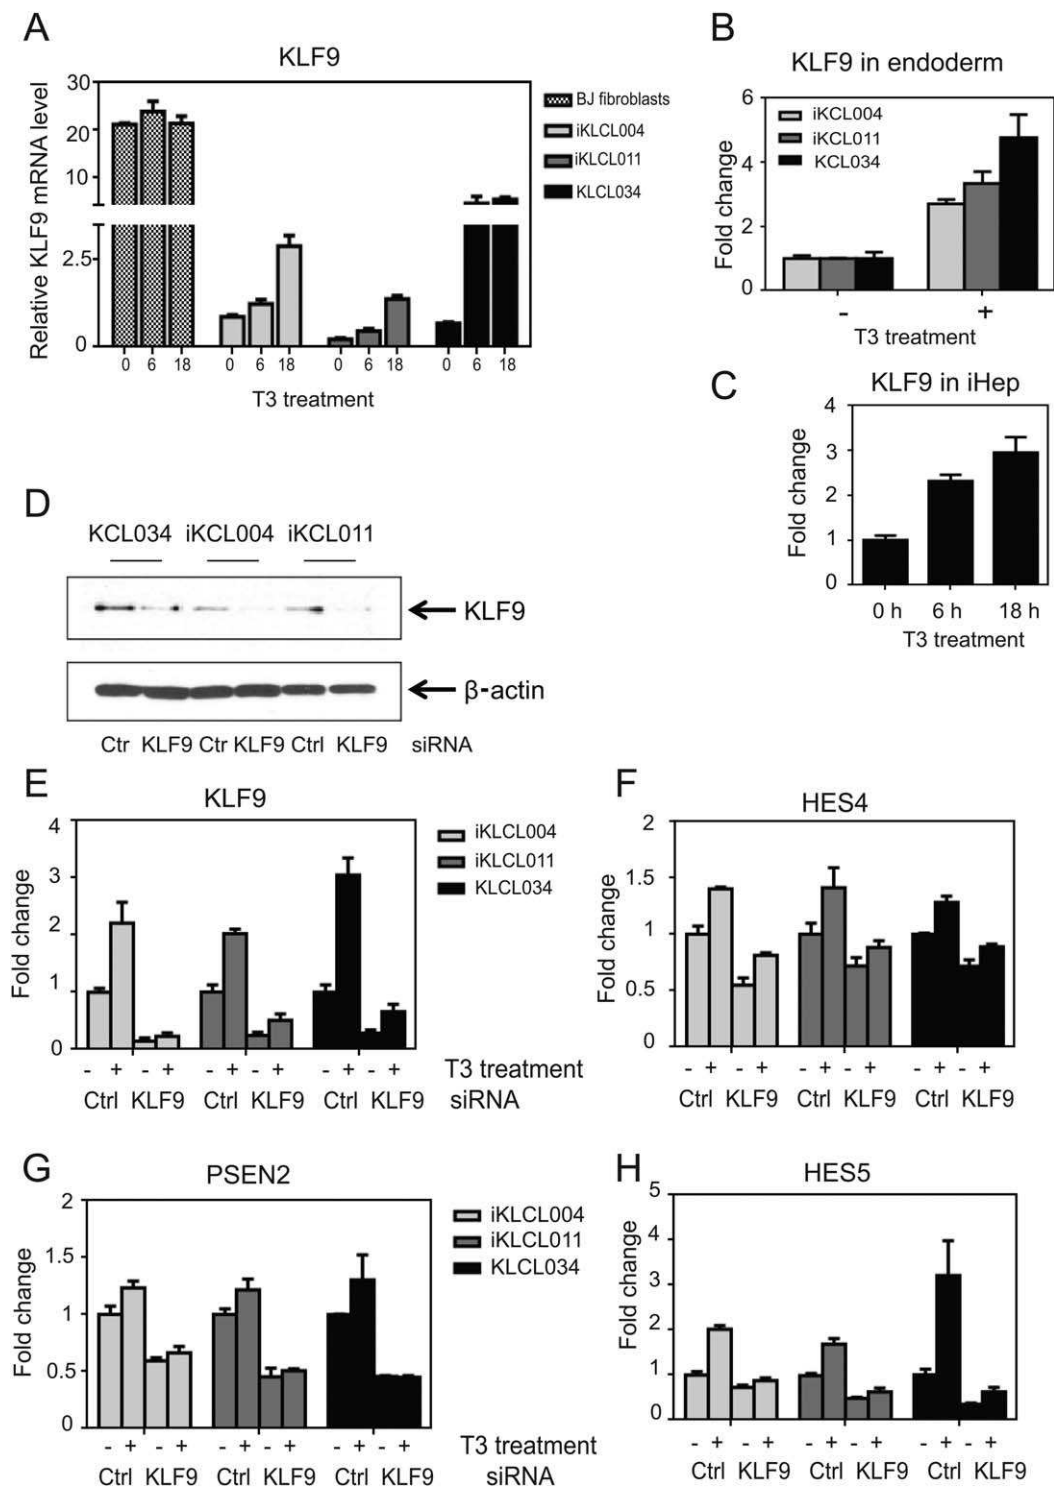 A
KLF9
Relative KLF9 mRNA level
30
20
10
2.5
0
0 6 18 0 6 18 0 6 18 0 6 18
T3 treatment
BJ fibroblasts
iKLCL004
iKLCL011
KLCL034
B
KLF9 in endoderm
Fold change
6
4
2
0
iKCL004
iKCL011
KCL034
- +
T3 treatment
C
KLF9 in iHep
Fold change
4
3
2
1
0
0 h 6 h 18 h
T3 treatment
D
KCL034 iKCL004 iKCL011
KLF9
β-actin
Ctr KLF9 Ctr KLF9 Ctrl KLF9 siRNA
E
KLF9
Fold change
4
3
2
1
0
iKLCL004
iKLCL011
KLCL034
- + - + - + - + - + - + T3 treatment
Ctrl KLF9 Ctrl KLF9 Ctrl KLF9 siRNA
F
HES4
Fold change
2
1.5
1
0.5
0
- + - + - + - + - + - +
Ctrl KLF9 Ctrl KLF9 Ctrl KLF9
G
PSEN2
Fold change
2
1.5
1
0.5
0
iKLCL004
iKLCL011
KLCL034
- + - + - + - + - + - + T3 treatment
Ctrl KLF9 Ctrl KLF9 Ctrl KLF9 siRNA
H
HES5
Fold change
5
4
3
2
1
0
- + - + - + - + - + - +
Ctrl KLF9 Ctrl KLF9 Ctrl KLF9